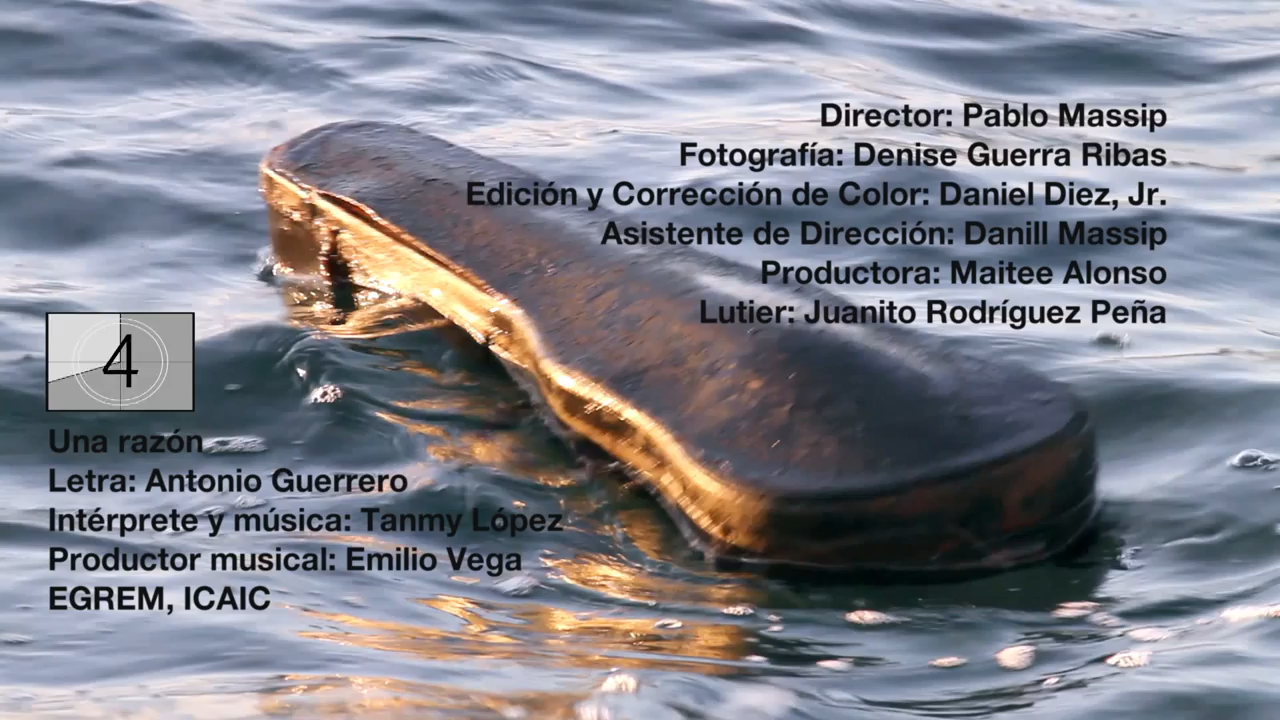 Director: Pablo Massip
Fotografía: Denise Guerra Ribas
Edición y Corrección de Color: Daniel Diez, Jr.
Asistente de Dirección: Danill Massip
Productora: Maitee Alonso
Lutier: Juanito Rodríguez Peña
4
Una razón
Letra: Antonio Guerrero
Intérprete y música: Tanmy López
Productor musical: Emilio Vega
EGREM, ICAIC